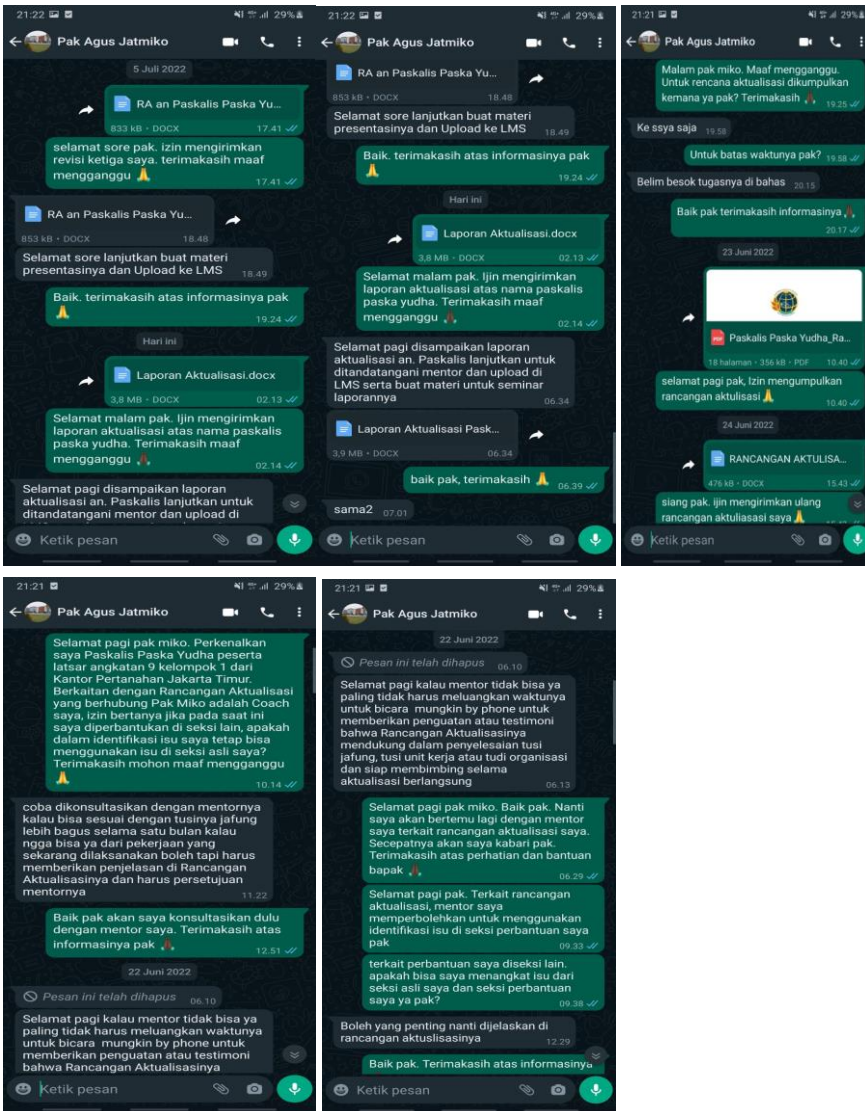 21:22
29%
Pak Agus Jatmiko
5 Juli 2022
RA an Paskalis Paska Yu...
833 kB • DOCX 17.41
selamat sore pak. izin mengirimkan
revisi ketiga saya. terimakasih maaf
mengganggu 🙏
17.41
RA an Paskalis Paska Yu...
853 kB • DOCX 18.48
Selamat sore lanjutkan buat materi
presentasinya dan Upload ke LMS 18.49
Baik. terimakasih atas informasinya pak
🙏
19.24
Hari ini
Laporan Aktualisasi.docx
3,8 MB • DOCX 02.13
Selamat malam pak. Ijin mengirimkan
laporan aktualisasi atas nama paskalis
paska yudha. Terimakasih maaf
mengganggu 🙏
02.14
Selamat pagi disampaikan laporan
aktualisasi an. Paskalis lanjutkan untuk
ditandatangani mentor dan upload di
Ketik pesan
21:22
29%
Pak Agus Jatmiko
RA an Paskalis Paska Yu...
853 kB • DOCX 18.48
Selamat sore lanjutkan buat materi
presentasinya dan Upload ke LMS 18.49
Baik. terimakasih atas informasinya pak
🙏
19.24
Hari ini
Laporan Aktualisasi.docx
3,8 MB • DOCX 02.13
Selamat malam pak. Ijin mengirimkan
laporan aktualisasi atas nama paskalis
paska yudha. Terimakasih maaf
mengganggu 🙏
02.14
Selamat pagi disampaikan laporan
aktualisasi an. Paskalis lanjutkan untuk
ditandatangani mentor dan upload di
LMS serta buat materi untuk seminar
laporannya 06.34
Laporan Aktualisasi Pask...
3,9 MB • DOCX 06.34
baik pak, terimakasih 🙏 06.39
sama2 07.01
Ketik pesan
21:21
29%
Pak Agus Jatmiko
Malam pak miko. Maaf mengganggu.
Untuk rencana aktualisasi dikumpulkan
kemana ya pak? Terimakasih 🙏 19.25
Ke ssya saja 19.58
Untuk batas waktunya pak? 19.58
Belim besok tugasnya di bahas 20.15
Baik pak terimakasih informasinya 🙏
20.17
23 Juni 2022
Paskalis Paska Yudha_Ra...
18 halaman • 356 kB • PDF 10.40
selamat pagi pak, Izin mengumpulkan
rancangan aktulisasi 🙏 10.40
24 Juni 2022
RANCANGAN AKTULISA...
476 kB • DOCX 15.43
siang pak. ijin mengirimkan ulang
rancangan aktuliasasi saya 🙏
Ketik pesan
21:21
29%
Pak Agus Jatmiko
Selamat pagi pak miko. Perkenalkan
saya Paskalis Paska Yudha peserta
latsar angkatan 9 kelompok 1 dari
Kantor Pertanahan Jakarta Timur.
Berkaitan dengan Rancangan Aktualisasi
yang berhubung Pak Miko adalah Coach
saya, izin bertanya jika pada saat ini
saya diperbantukan di seksi lain, apakah
dalam identifikasi isu saya tetap bisa
menggunakan isu di seksi asli saya?
Terimakasih mohon maaf mengganggu
🙏
10.14
coba dikonsultasikan dengan mentornya
kalau bisa sesuai dengan tusinya jafung
lebih bagus selama satu bulan kalau
ngga bisa ya dari pekerjaan yang
sekarang dilaksanakan boleh tapi harus
memberikan penjelasan di Rancangan
Aktualisasinya dan harus persetujuan
mentornya 11.22
Baik pak akan saya konsultasikan dulu
dengan mentor saya. Terimakasih atas
informasinya pak 🙏 12.51
22 Juni 2022
Pesan ini telah dihapus 06.10
Selamat pagi kalau mentor tidak bisa ya
paling tidak harus meluangkan waktunya
untuk bicara mungkin by phone untuk
memberikan penguatan atau testimoni
bahwa Rancangan Aktualisasinya
Ketik pesan
21:21
29%
Pak Agus Jatmiko
22 Juni 2022
Pesan ini telah dihapus 06.10
Selamat pagi kalau mentor tidak bisa ya
paling tidak harus meluangkan waktunya
untuk bicara mungkin by phone untuk
memberikan penguatan atau testimoni
bahwa Rancangan Aktualisasinya
mendukung dalam penyelesaian tusi
jafung, tusi unit kerja atau tudi organisasi
dan siap membimbing selama
aktualisasi berlangsung 06.13
Selamat pagi pak miko. Baik pak. Nanti
saya akan bertemu lagi dengan mentor
saya terkait rancangan aktualisasi saya.
Secepatnya akan saya kabari pak.
Terimakasih atas perhatian dan bantuan
bapak 🙏 06.29
Selamat pagi pak. Terkait rancangan
aktualisasi, mentor saya
memperbolehkan untuk menggunakan
identifikasi isu di seksi perbantuan saya
pak 09.33
terkait perbantuan saya diseksi lain.
apakah bisa saya menangkat isu dari
seksi asli saya dan seksi perbantuan
saya ya pak? 09.38
Boleh yang penting nanti dijelaskan di
rancangan aktuslisasinya 12.29
Baik pak. Terimakasih atas informasinya
Ketik pesan